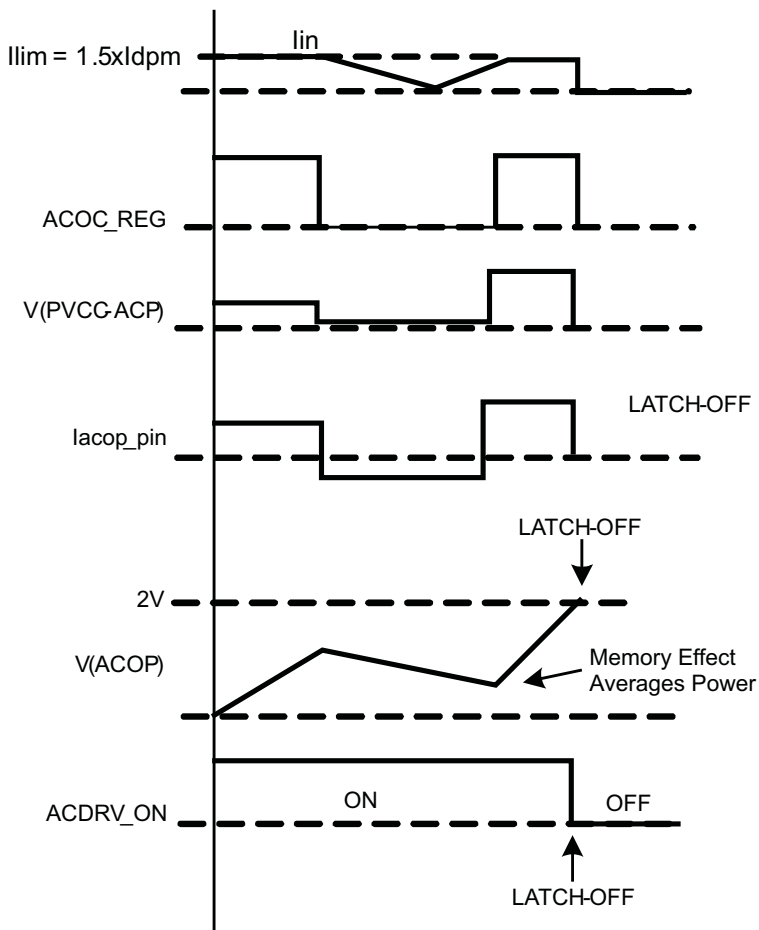 Iin
Ilim = 1.5xIdpm
ACOC_REG
V(PVCC-ACP)
LATCH-OFF
Iacop_pin
LATCH-OFF
2V
V(ACOP)
Memory Effect
Averages Power
ON
OFF
ACDRV_ON
LATCH-OFF